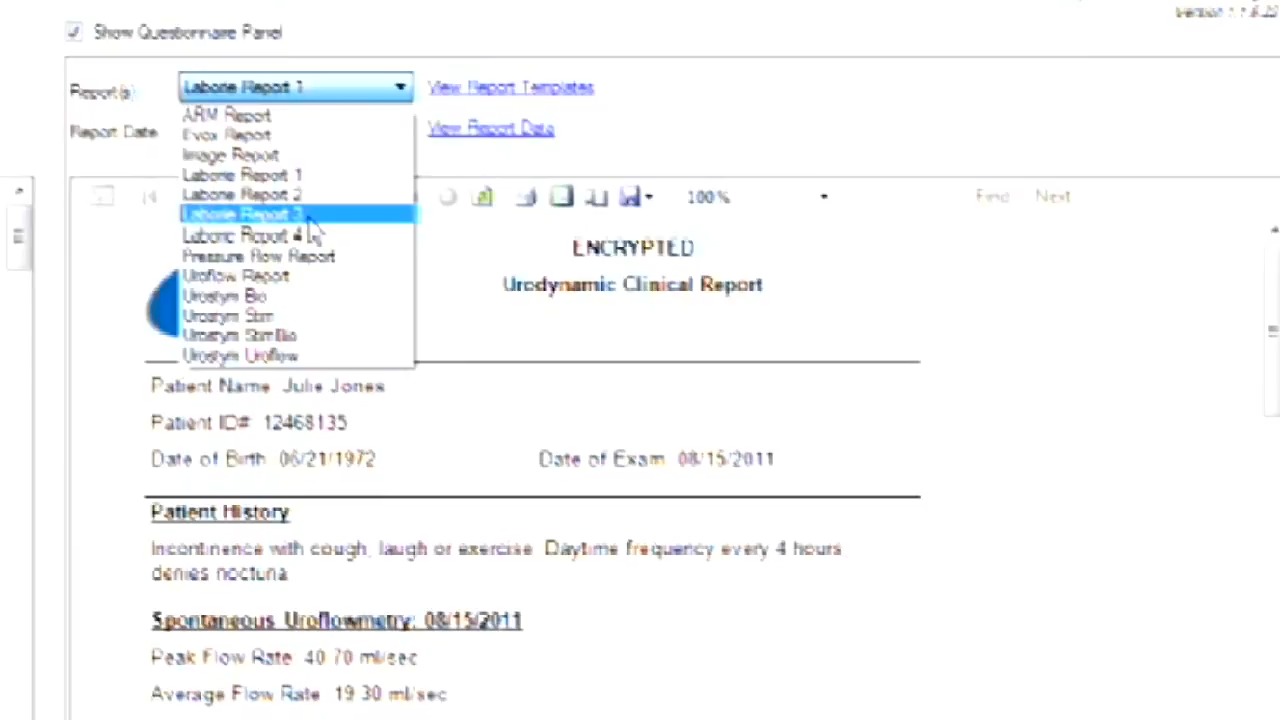 Show Questionnaire Panel
Report(s) Laborie Report 1 View Report Templates
ARM Report
Report Date View Report Data
Evox Report
Image Report
Laborie Report 1
Laborie Report 2
100% Find Next
Laborie Report 3
Laborie Report 4
Pressure Flow Report
Uroflow Report
Urostym Bio
Urostym Stim
Urostym StimBio
Urostym Uroflow
ENCRYPTED
Urodynamic Clinical Report
Patient Name Julie Jones
Patient ID# 12468135
Date of Birth 06/21/1972 Date of Exam 08/15/2011
Patient History
Incontinence with cough, laugh or exercise Daytime frequency every 4 hours
denies nocturia
Spontaneous Uroflowmetry: 08/15/2011
Peak Flow Rate 40.70 ml/sec
Average Flow Rate 19.30 ml/sec